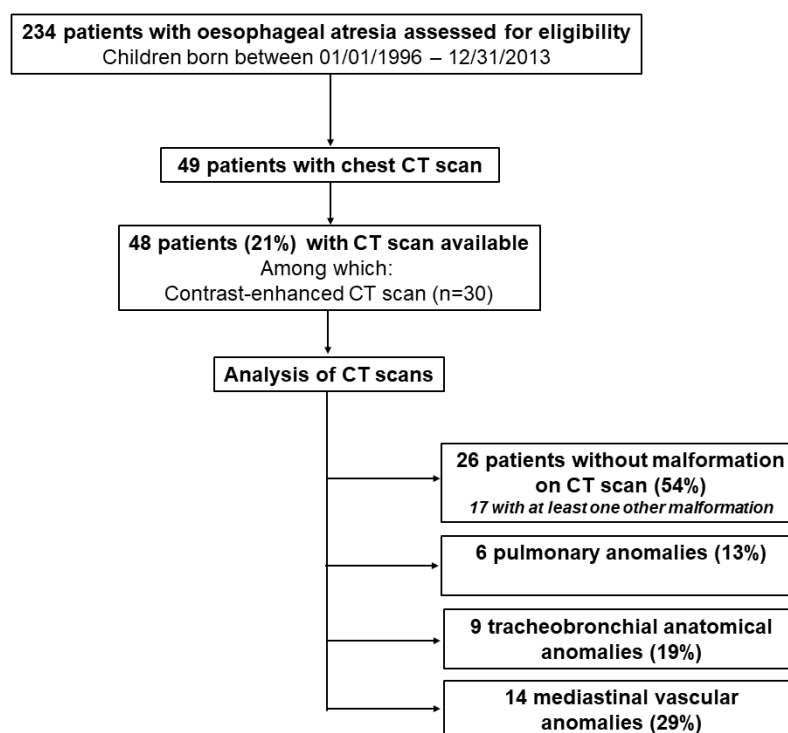 234 patients with oesophageal atresia assessed for eligibility
Children born between 01/01/1996 – 12/31/2013
49 patients with chest CT scan
48 patients (21%) with CT scan available
Among which:
Contrast-enhanced CT scan (n=30)
Analysis of CT scans
26 patients without malformation
on CT scan (54%)
17 with at least one other malformation
6 pulmonary anomalies (13%)
9 tracheobronchial anatomical
anomalies (19%)
14 mediastinal vascular
anomalies (29%)